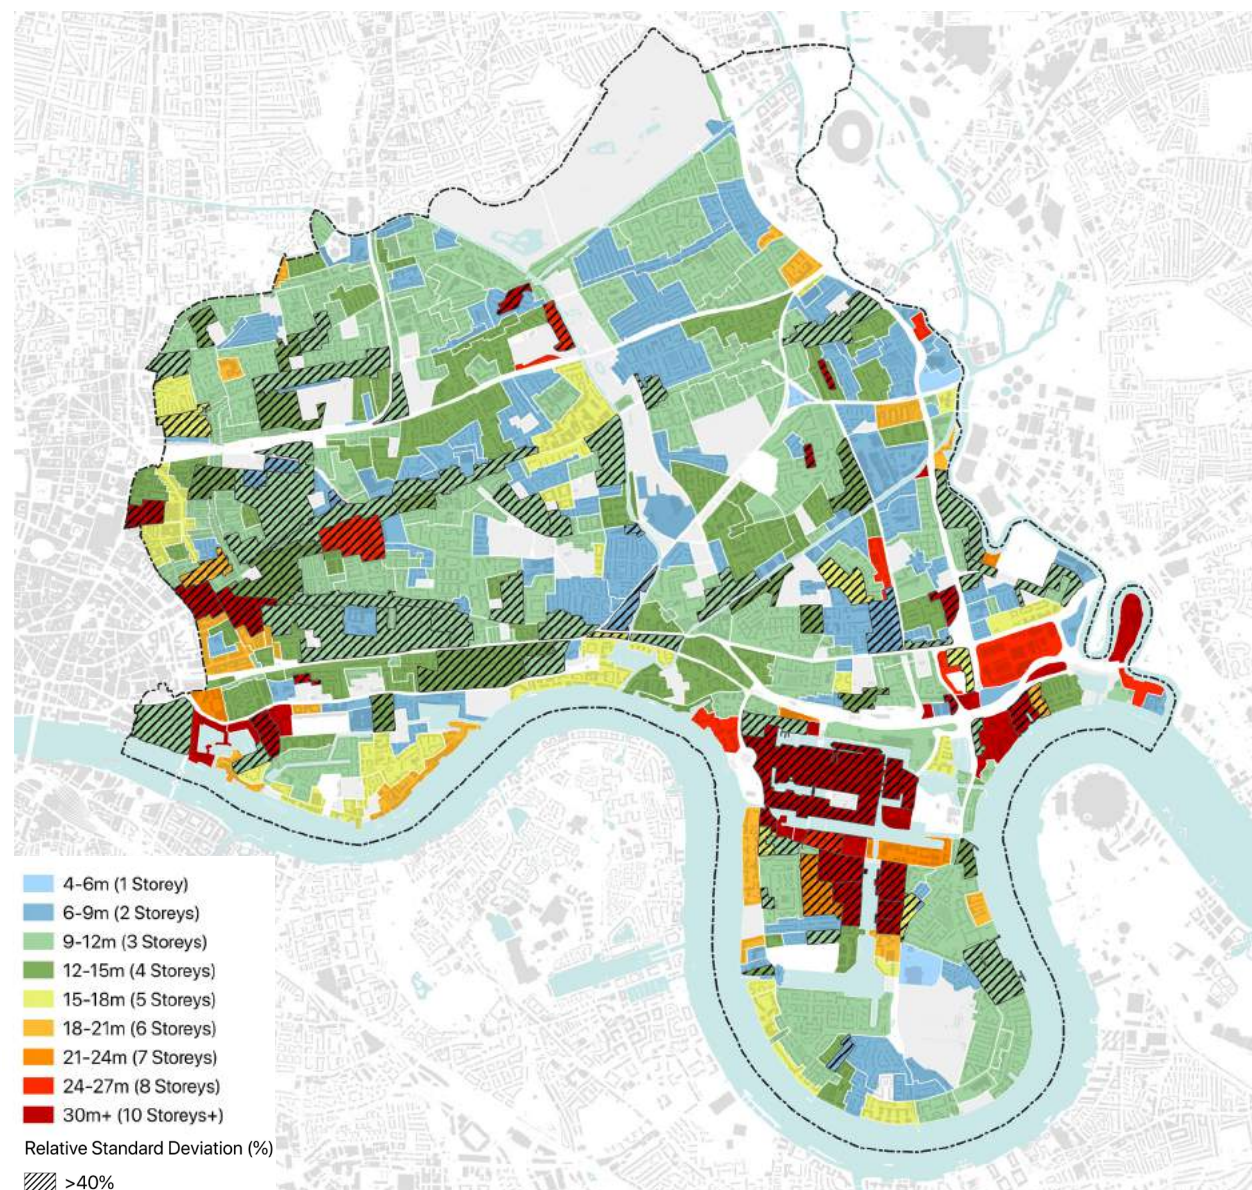 4-6m (1 Storey)
6-9m (2 Storeys)
9-12m (3 Storeys)
12-15m (4 Storeys)
15-18m (5 Storeys)
18-21m (6 Storeys)
21-24m (7 Storeys)
24-27m (8 Storeys)
30m+ (10 Storeys+)
Relative Standard Deviation (%)
>40%